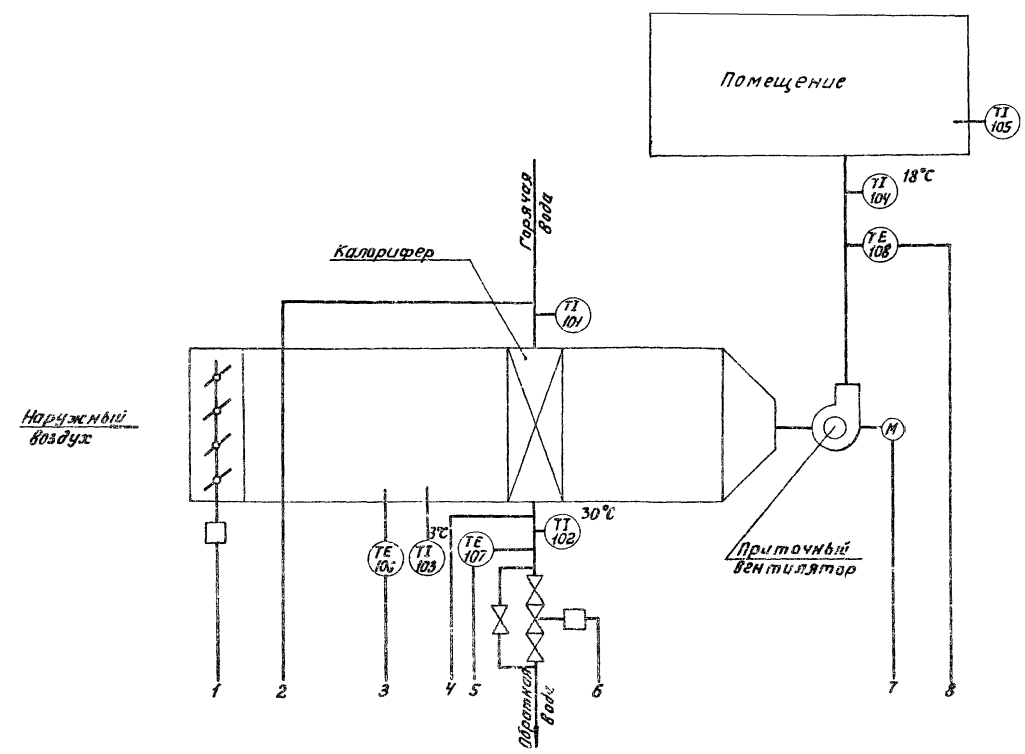 Помещение
TI
105
TI
104
18°C
TE
108
Горячая
вода
Калорифер
TI
101
Наружный
воздух
M
30°C
TI
102
3°C
TE
106
TI
103
TE
107
Приточный
вентилятор
1
2
3
4
5
6
7
8
Обратная
вода